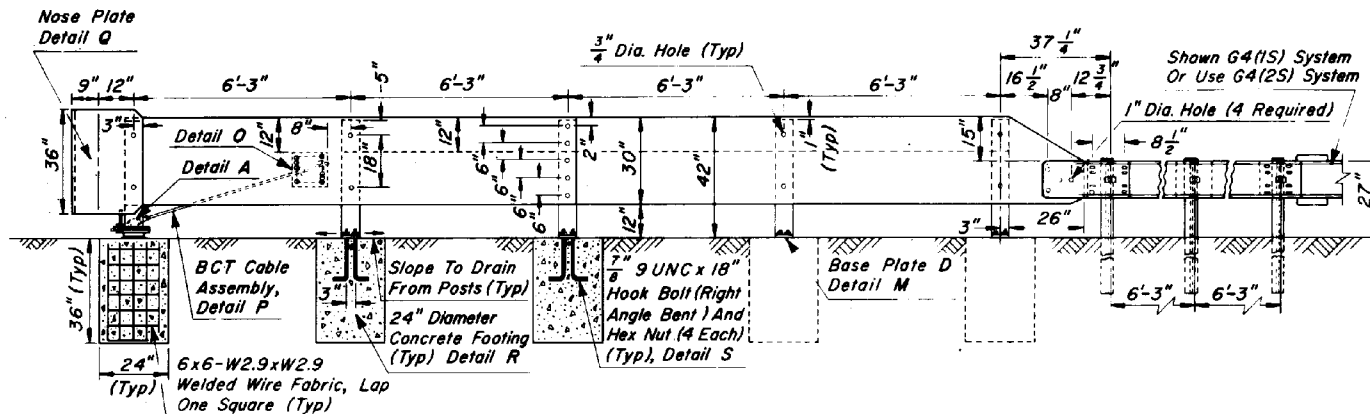 Nose Plate
Detail Q
9"
12"
6'-3"
5"
6'-3"
3/4" Dia. Hole (Typ)
6'-3"
6'-3"
37 1/4"
16 1/2"
8"
12 3/4"
Shown G4(1S) System
Or Use G4(2S) System
1" Dia. Hole (4 Required)
8 1/2"
36"
3"
Detail O
Detail A
12"
8"
18"
12"
6"
6"
6"
6"
2"
30"
12"
42"
1"
(Typ)
15"
3"
26"
27"
36" (Typ)
24"
(Typ)
BCT Cable
Assembly,
Detail P
6x6-W2.9xW2.9
Welded Wire Fabric, Lap
One Square (Typ)
3"
Slope To Drain
From Posts (Typ)
24" Diameter
Concrete Footing
(Typ) Detail R
7/8" 9 UNC x 18"
Hook Bolt (Right
Angle Bent) And
Hex Nut (4 Each)
(Typ), Detail S
Base Plate D
Detail M
6'-3"
6'-3"